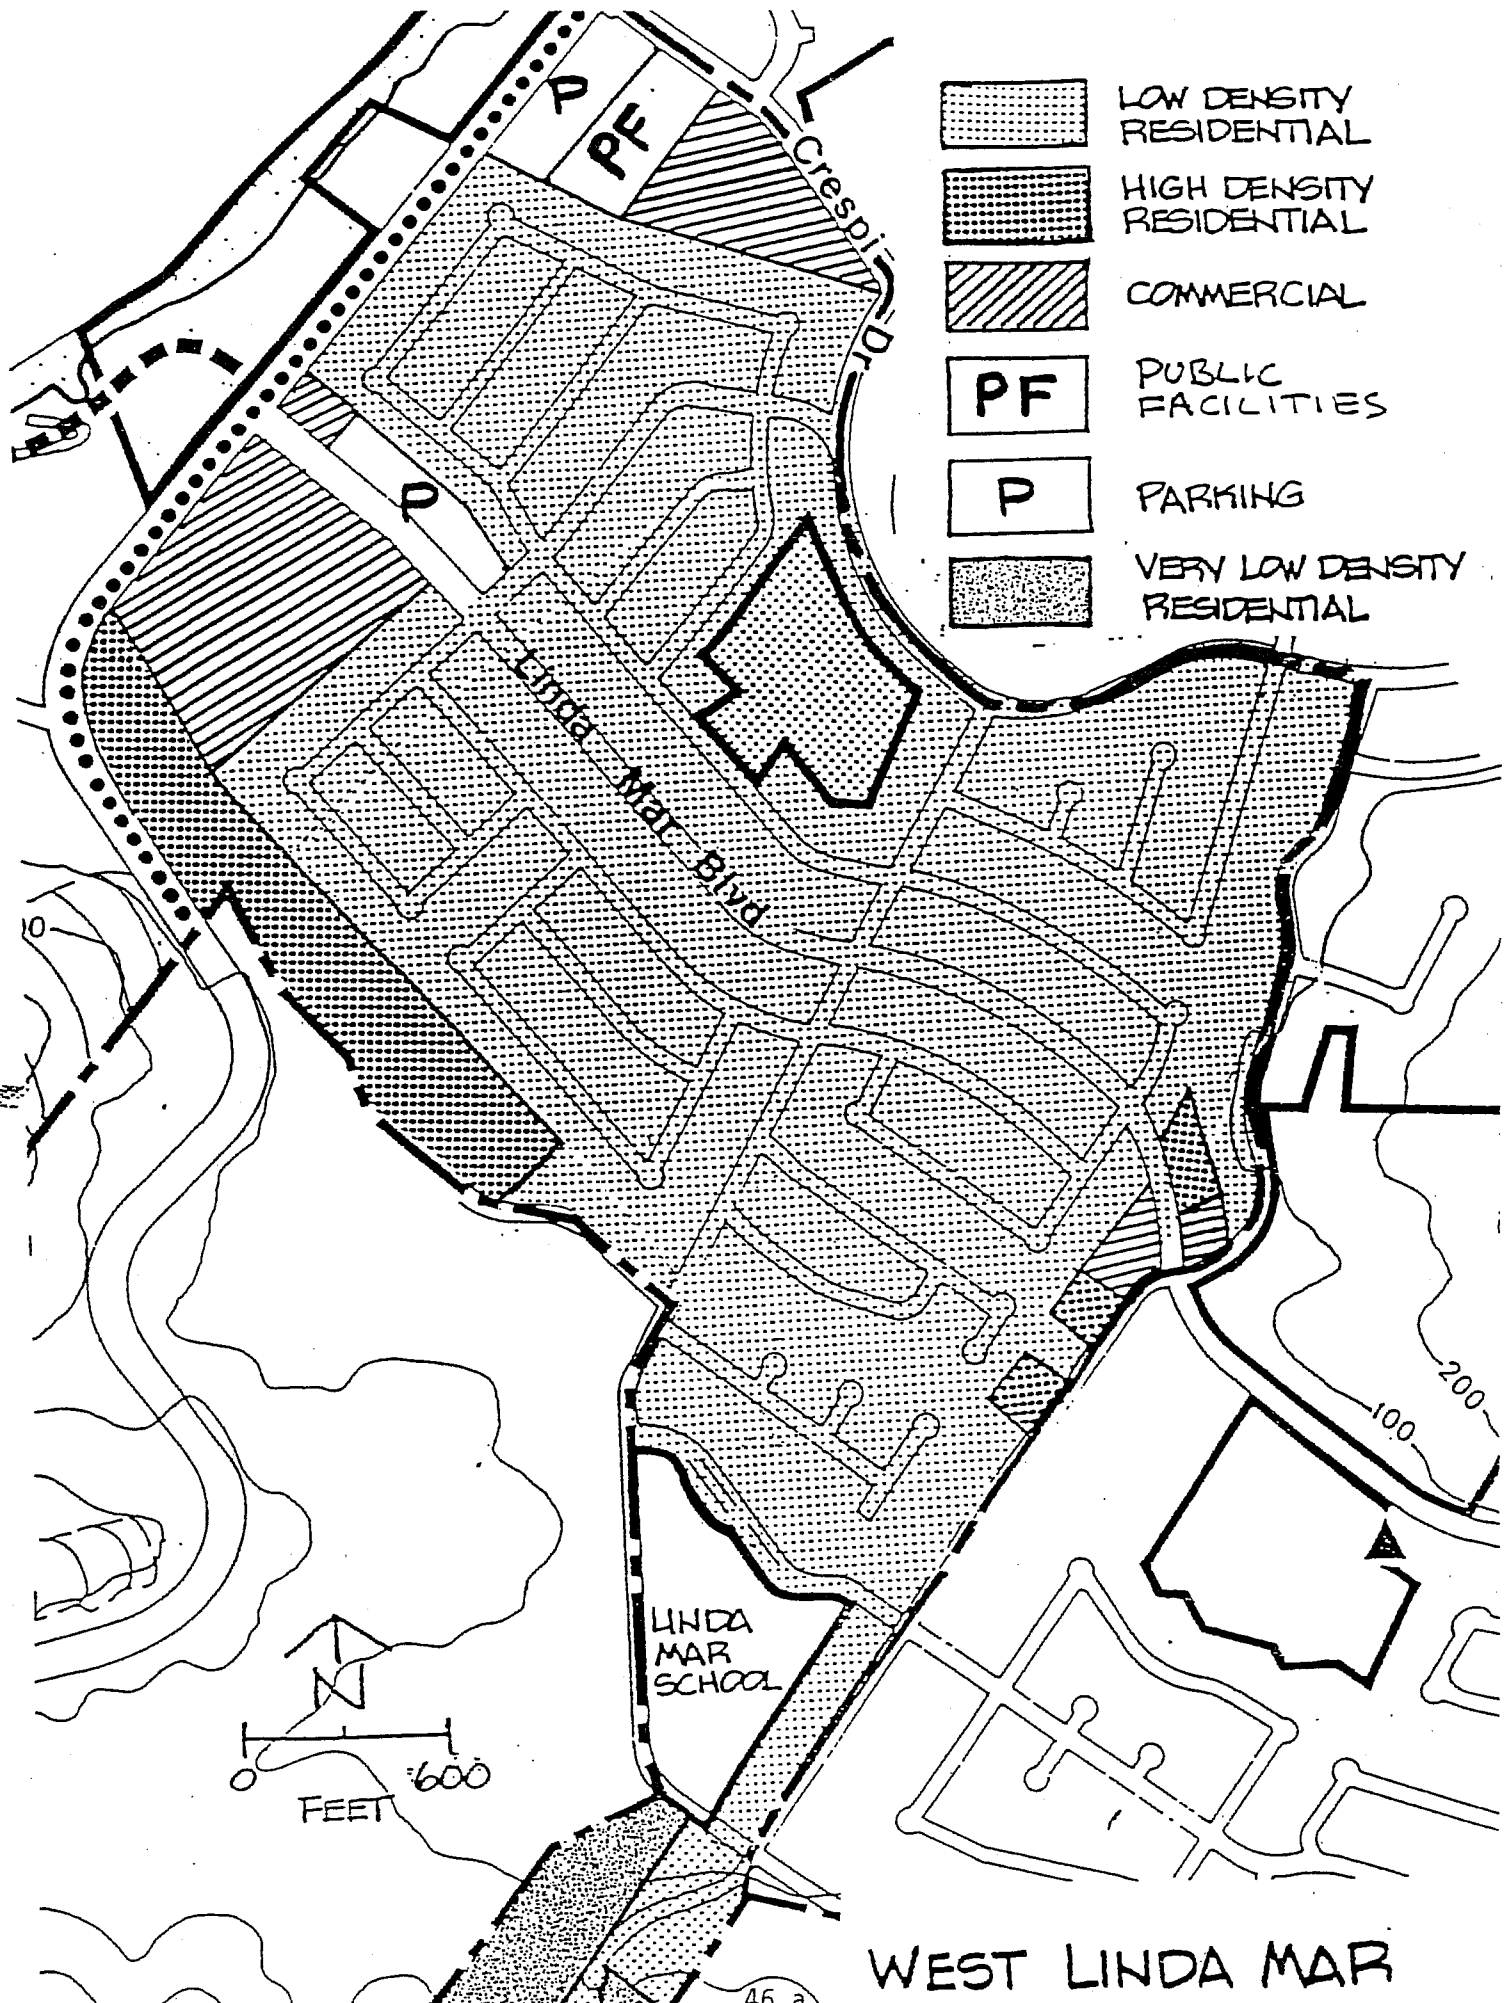 LOW DENSITY
RESIDENTIAL
HIGH DENSITY
RESIDENTIAL
COMMERCIAL
PF
PUBLIC
FACILITIES
P
PARKING
VERY LOW DENSITY
RESIDENTIAL
P
PF
Crespi Dr
P
Linda Mar Blvd
200
100
LINDA
MAR
SCHOOL
N
0
600
FEET
WEST LINDA MAR
46 a